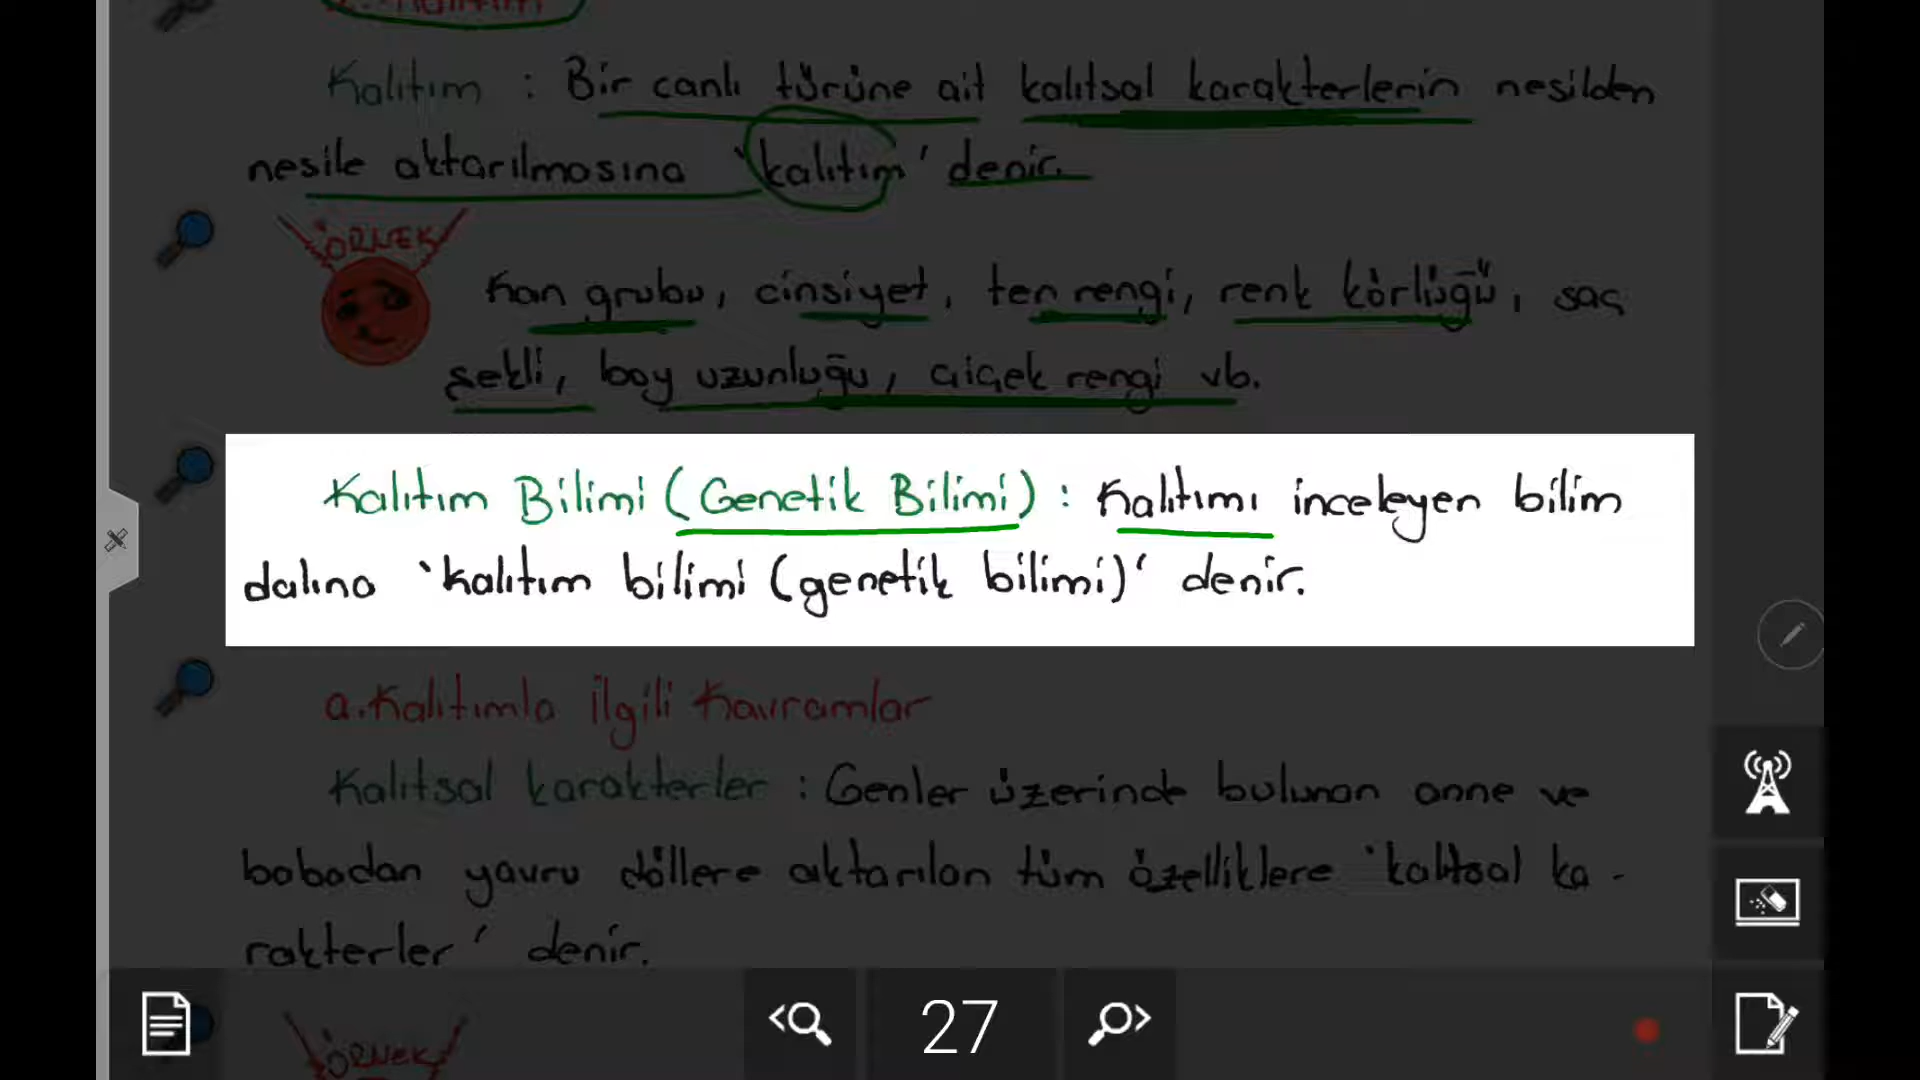 Kalıtım : Bir canlı türüne ait kalıtsal karakterlerin nesilden
nesile aktarılmasına 'kalıtım' denir.
ÖRNEK
Kan grubu, cinsiyet, ten rengi, renk körlüğü, saç
şekli, boy uzunluğu, çiçek rengi vb.
Kalıtım Bilimi (Genetik Bilimi) : Kalıtımı inceleyen bilim
dalına 'kalıtım bilimi (genetik bilimi)' denir.
a. Kalıtımla İlgili Kavramlar
Kalıtsal karakterler : Genler üzerinde bulunan anne ve
babadan yavru döllere aktarılan tüm özelliklere 'kalıtsal ka-
rakterler' denir.
27
ÖRNEK